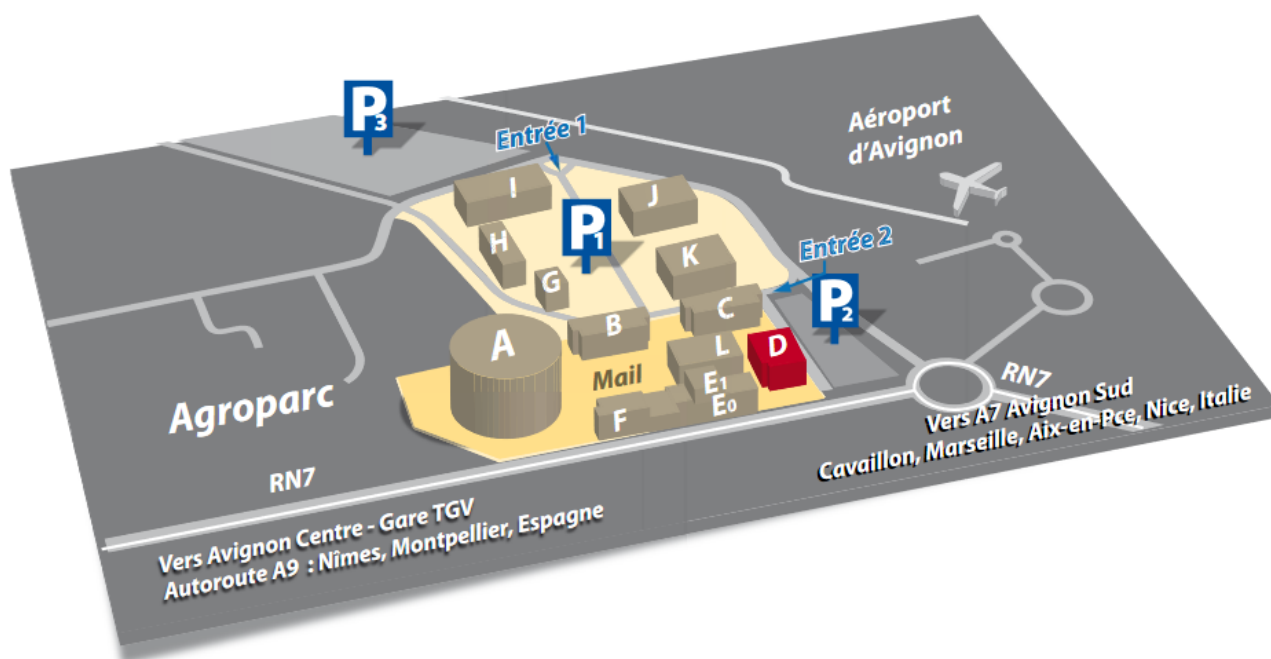 P3
Entrée 1
Aéroport
d'Avignon
I
J
P1
H
Entrée 2
K
G
P2
C
B
A
L
D
Mail
E1
E0
F
Agroparc
RN7
Vers A7 Avignon Sud
Cavaillon, Marseille, Aix-en-Pce, Nice, Italie
RN7
Vers Avignon Centre - Gare TGV
Autoroute A9 : Nîmes, Montpellier, Espagne